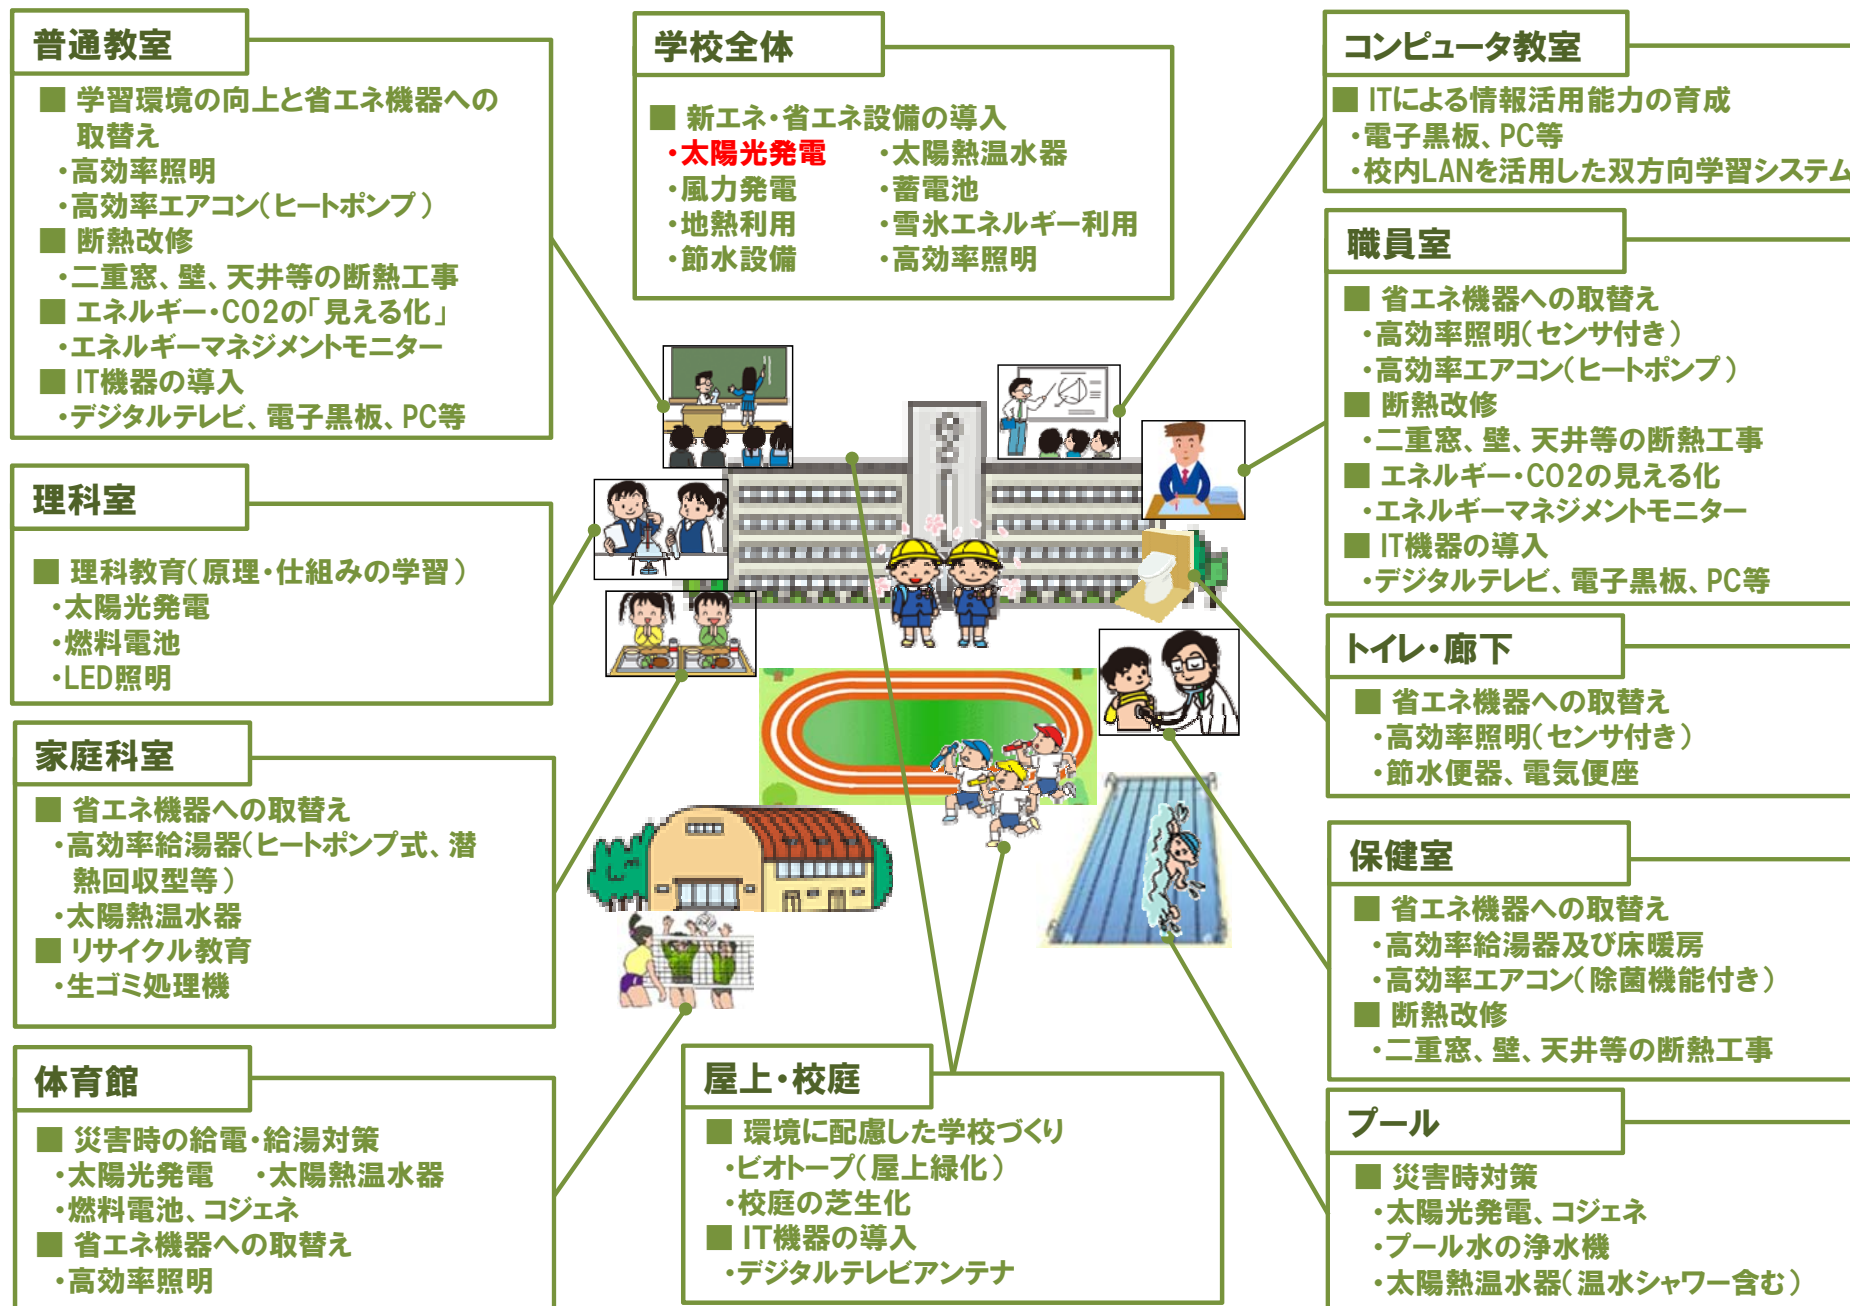 普通教室
■ 学習環境の向上と省エネ機器への
取替え
・高効率照明
・高効率エアコン(ヒートポンプ)
■ 断熱改修
・二重窓、壁、天井等の断熱工事
■ エネルギー・CO2の「見える化」
・エネルギーマネジメントモニター
■ IT機器の導入
・デジタルテレビ、電子黒板、PC等
理科室
■ 理科教育(原理・仕組みの学習)
・太陽光発電
・燃料電池
・LED照明
家庭科室
■ 省エネ機器への取替え
・高効率給湯器(ヒートポンプ式、潜
熱回収型等)
・太陽熱温水器
■ リサイクル教育
・生ゴミ処理機
体育館
■ 災害時の給電・給湯対策
・太陽光発電 ・太陽熱温水器
・燃料電池、コジェネ
■ 省エネ機器への取替え
・高効率照明
学校全体
■ 新エネ・省エネ設備の導入
・太陽光発電 ・太陽熱温水器
・風力発電 ・蓄電池
・地熱利用 ・雪氷エネルギー利用
・節水設備 ・高効率照明
屋上・校庭
■ 環境に配慮した学校づくり
・ビオトープ(屋上緑化)
・校庭の芝生化
■ IT機器の導入
・デジタルテレビアンテナ
コンピュータ教室
■ ITによる情報活用能力の育成
・電子黒板、PC等
・校内LANを活用した双方向学習システム
職員室
■ 省エネ機器への取替え
・高効率照明(センサ付き)
・高効率エアコン(ヒートポンプ)
■ 断熱改修
・二重窓、壁、天井等の断熱工事
■ エネルギー・CO2の見える化
・エネルギーマネジメントモニター
■ IT機器の導入
・デジタルテレビ、電子黒板、PC等
トイレ・廊下
■ 省エネ機器への取替え
・高効率照明(センサ付き)
・節水便器、電気便座
保健室
■ 省エネ機器への取替え
・高効率給湯器及び床暖房
・高効率エアコン(除菌機能付き)
■ 断熱改修
・二重窓、壁、天井等の断熱工事
プール
■ 災害時対策
・太陽光発電、コジェネ
・プール水の浄水機
・太陽熱温水器(温水シャワー含む)